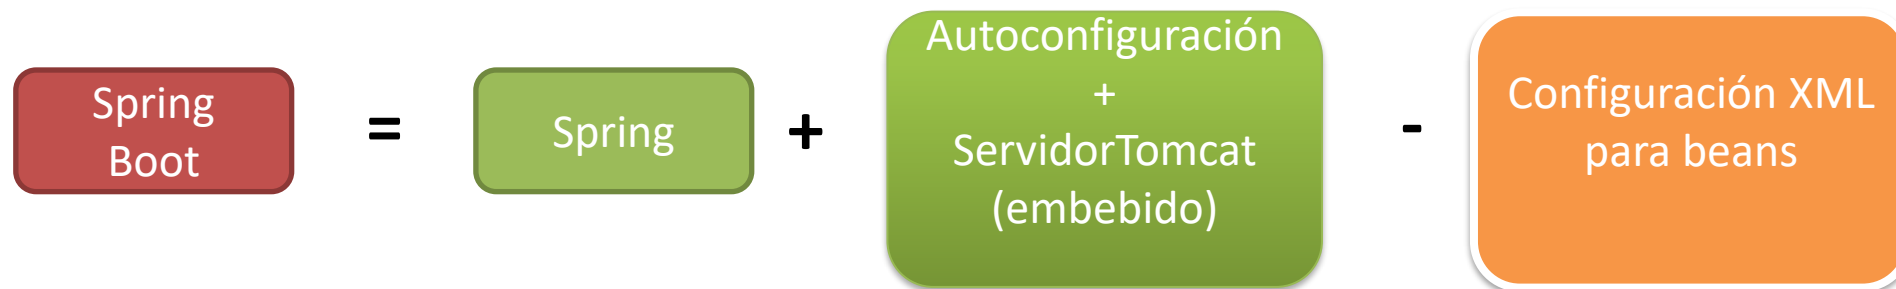 Spring
Boot
=
Spring
+
Autoconfiguración
+
ServidorTomcat
(embebido)
-
Configuración XML
para beans